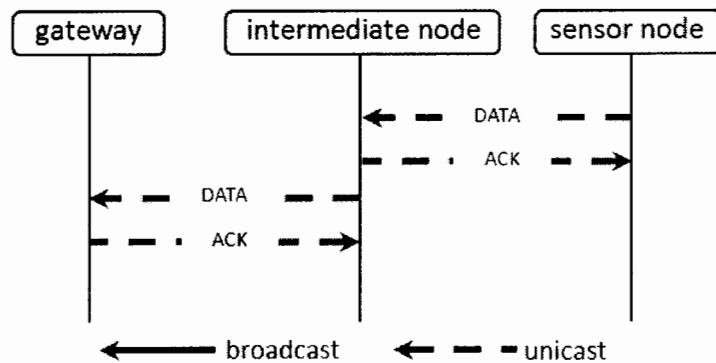 gateway
intermediate node
sensor node
DATA
ACK
DATA
ACK
broadcast
unicast